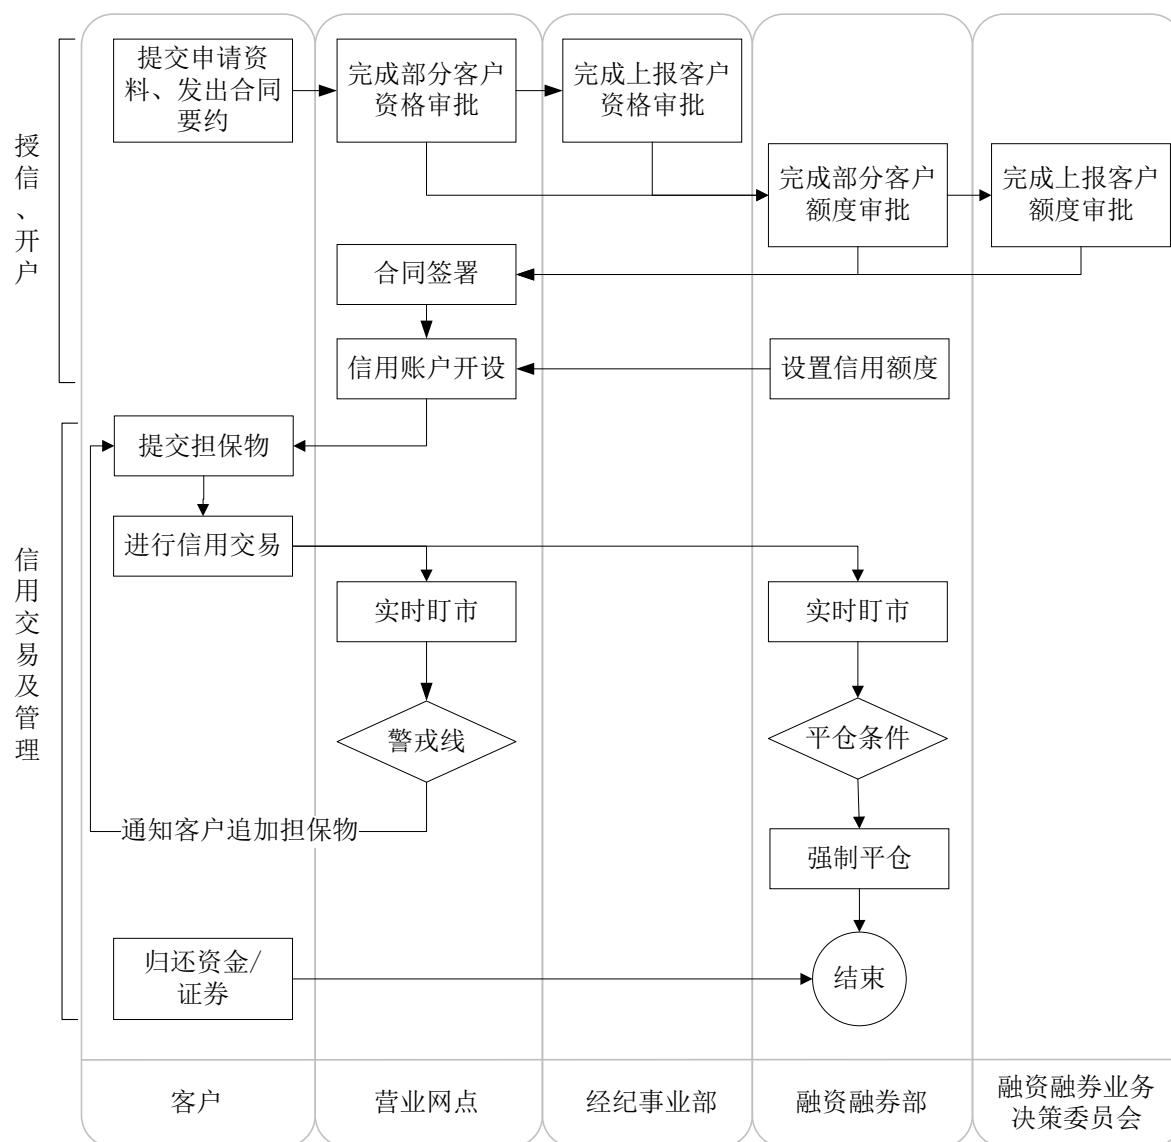 授
信
、
开
户
提交申请资
料、发出合同
要约
完成部分客户
资格审批
完成上报客户
资格审批
完成部分客户
额度审批
完成上报客户
额度审批
合同签署
信用账户开设
设置信用额度
信
用
交
易
及
管
理
提交担保物
进行信用交易
实时盯市
实时盯市
警戒线
平仓条件
通知客户追加担保物
强制平仓
归还资金/
证券
结束
客户
营业网点
经纪事业部
融资融券部
融资融券业务
决策委员会